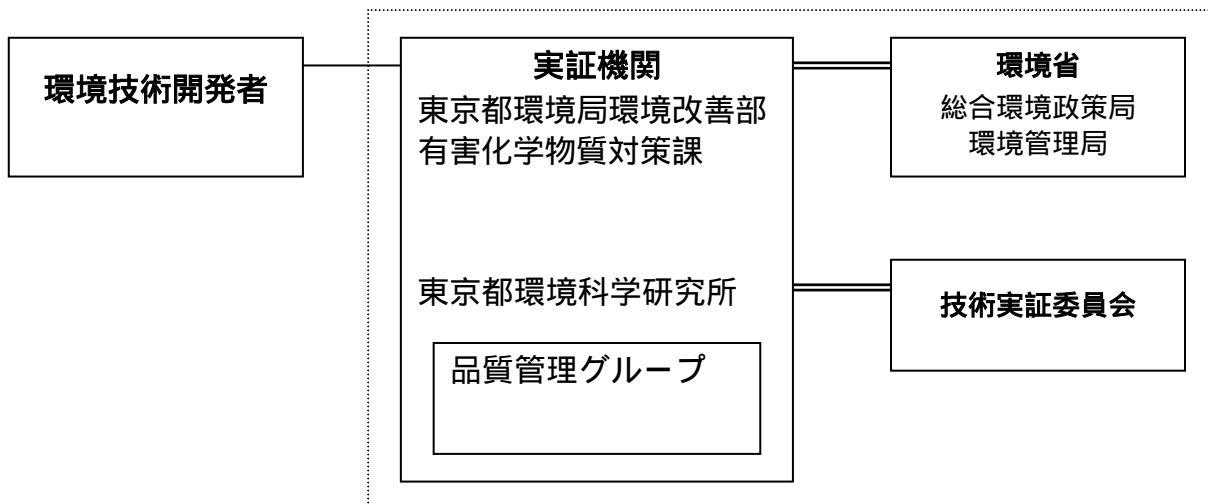 環境技術開発者
実証機関
東京都環境局環境改善部
有害化学物質対策課
東京都環境科学研究所
品質管理グループ
環境省
総合環境政策局
環境管理局
技術実証委員会